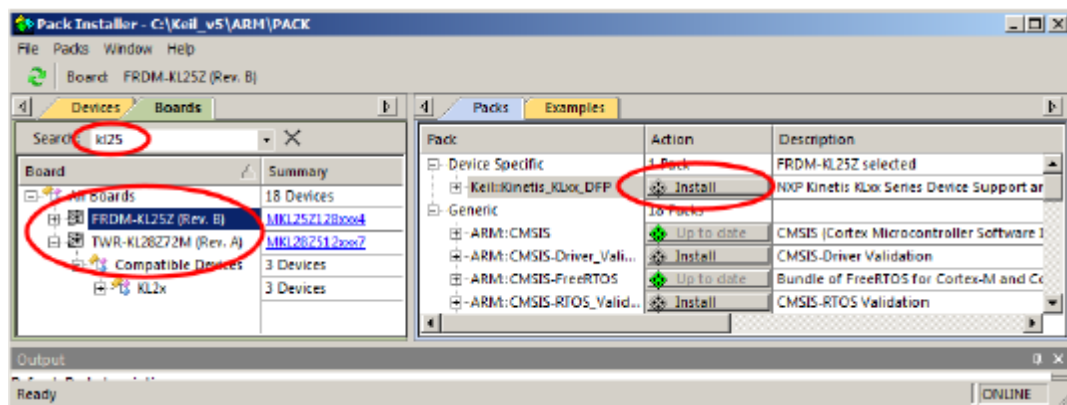 Pack Installer - C:\Keil_v5\ARM\PACK
File Packs Window Help
Board: FRDM-KL25Z (Rev. B)
Devices Boards
Search: kl25
Board Summary
All Boards 18 Devices
FRDM-KL25Z (Rev. B) MKL25Z128xxx4
TWR-KL28Z72M (Rev. A) MKL28Z512xxx7
Compatible Devices 3 Devices
KL2x 3 Devices
Packs Examples
Pack Action Description
Device Specific 1 Pack FRDM-KL25Z selected
Keil::Kinetis_KLxx_DFP Install NXP Kinetis KLxx Series Device Support ar
Generic 18 Packs
ARM::CMSIS Up to date CMSIS (Cortex Microcontroller Software I
ARM::CMSIS-Driver_Vali... Install CMSIS-Driver Validation
ARM::CMSIS-FreeRTOS Up to date Bundle of FreeRTOS for Cortex-M and Co
ARM::CMSIS-RTOS_Valid... Install CMSIS-RTOS Validation
Output
Ready ONLINE